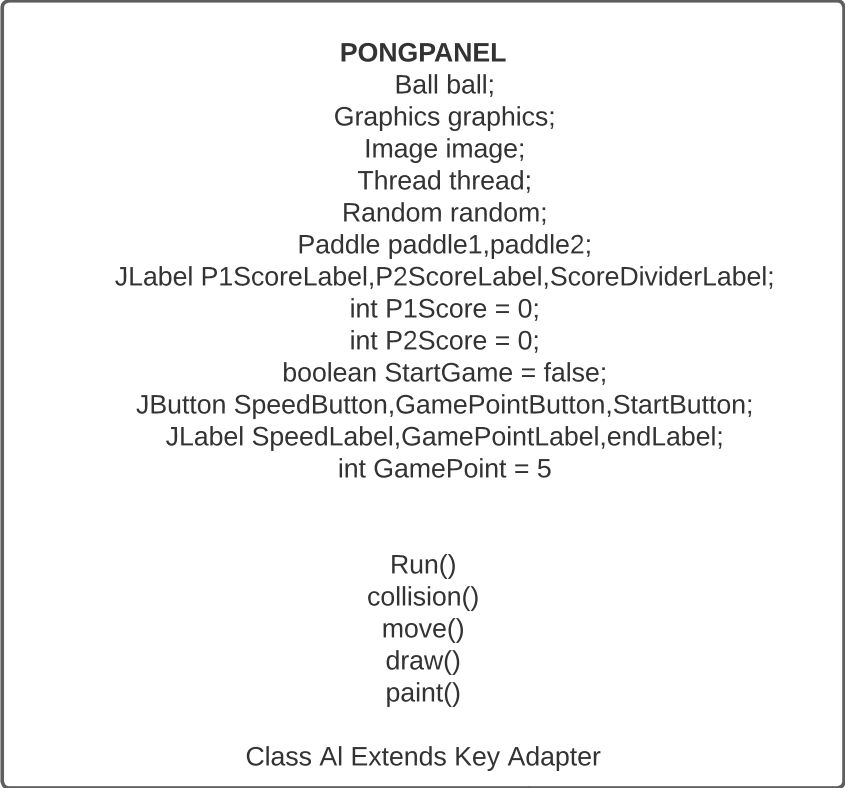 PONGPANEL
Ball ball;
Graphics graphics;
Image image;
Thread thread;
Random random;
Paddle paddle1,paddle2;
JLabel P1ScoreLabel,P2ScoreLabel,ScoreDividerLabel;
int P1Score = 0;
int P2Score = 0;
boolean StartGame = false;
JButton SpeedButton,GamePointButton,StartButton;
JLabel SpeedLabel,GamePointLabel,endLabel;
int GamePoint = 5
Run()
collision()
move()
draw()
paint()
Class Al Extends Key Adapter